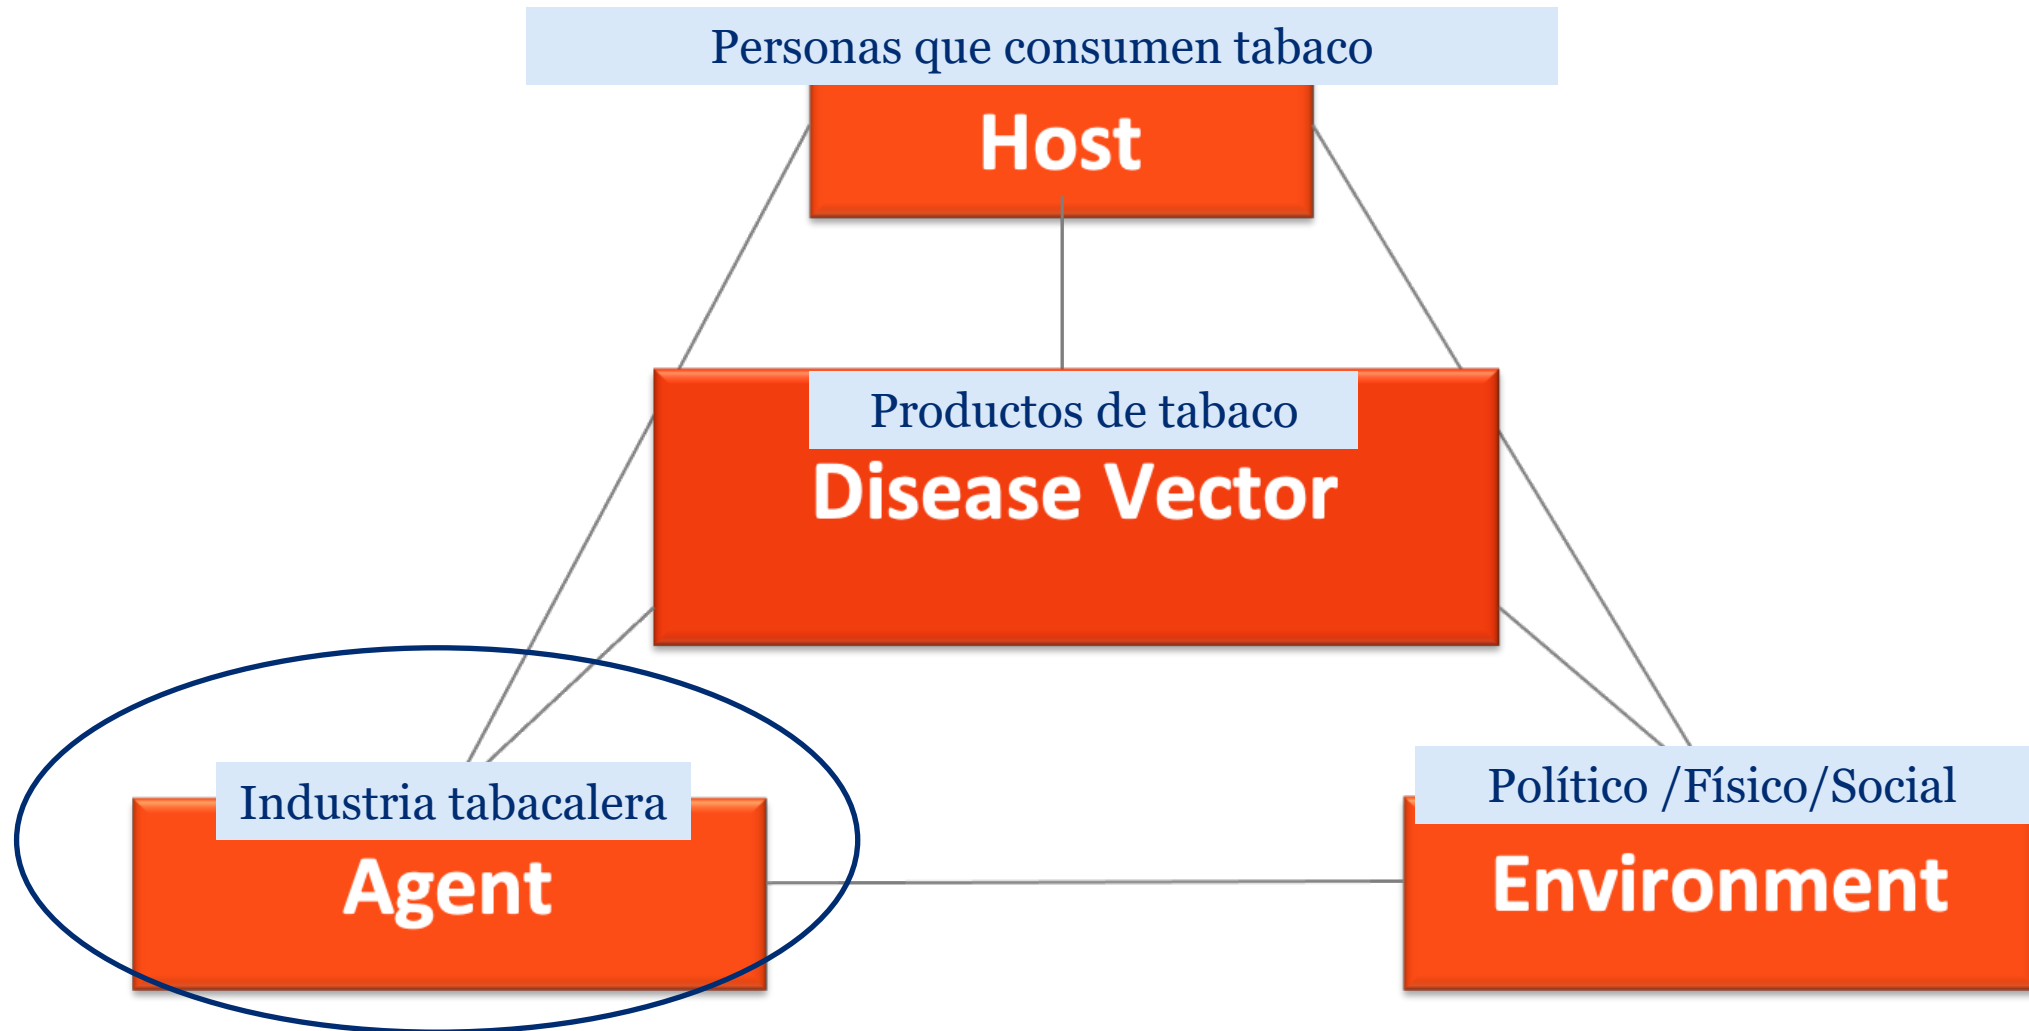 Personas que consumen tabaco
Host
Productos de tabaco
Disease Vector
Industria tabacalera
Agent
Político /Físico/Social
Environment